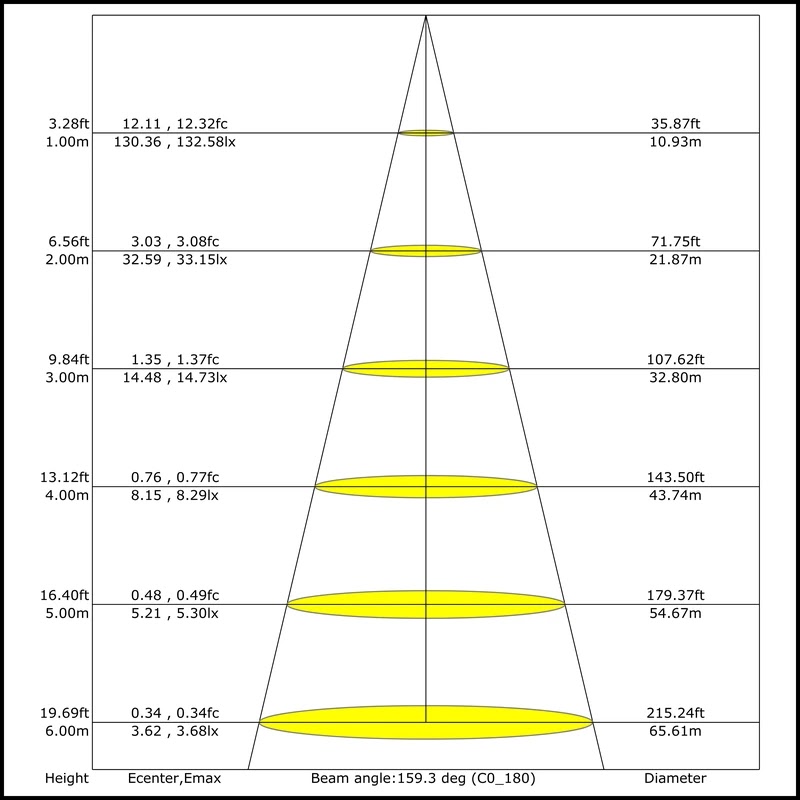 3.28ft 12.11 , 12.32fc 35.87ft
1.00m 130.36 , 132.58lx 10.93m
6.56ft 3.03 , 3.08fc 71.75ft
2.00m 32.59 , 33.15lx 21.87m
9.84ft 1.35 , 1.37fc 107.62ft
3.00m 14.48 , 14.73lx 32.80m
13.12ft 0.76 , 0.77fc 143.50ft
4.00m 8.15 , 8.29lx 43.74m
16.40ft 0.48 , 0.49fc 179.37ft
5.00m 5.21 , 5.30lx 54.67m
19.69ft 0.34 , 0.34fc 215.24ft
6.00m 3.62 , 3.68lx 65.61m
Height Ecenter,Emax Beam angle:159.3 deg (C0_180) Diameter